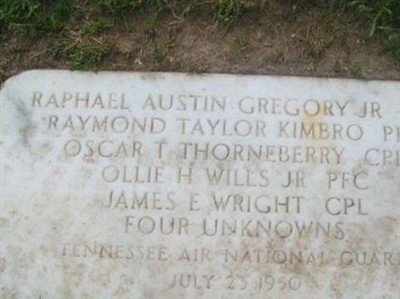 RAPHAEL AUSTIN GREGORY JR
RAYMOND TAYLOR KIMBRO
OSCAR T THORNEBERRY CPL
OLLIE H WILLS JR PFC
JAMES E WRIGHT CPL
FOUR UNKNOWNS
TENNESSEE AIR NATIONAL GUARD
JULY 23 1950